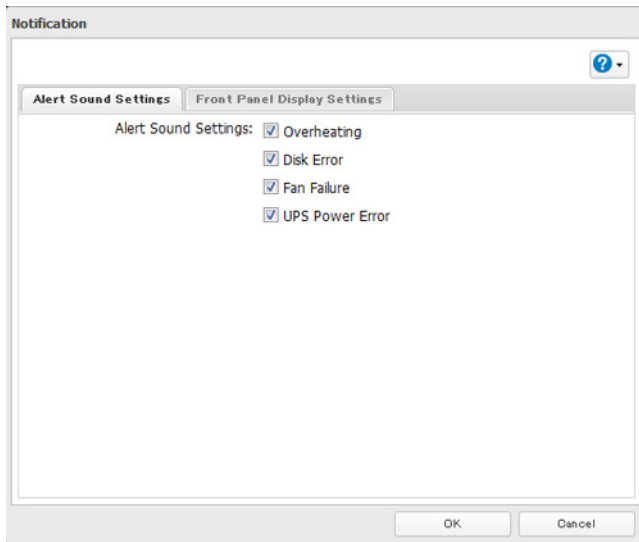 Notification
?
Alert Sound Settings Front Panel Display Settings
Alert Sound Settings: Overheating
Disk Error
Fan Failure
UPS Power Error
OK Cancel